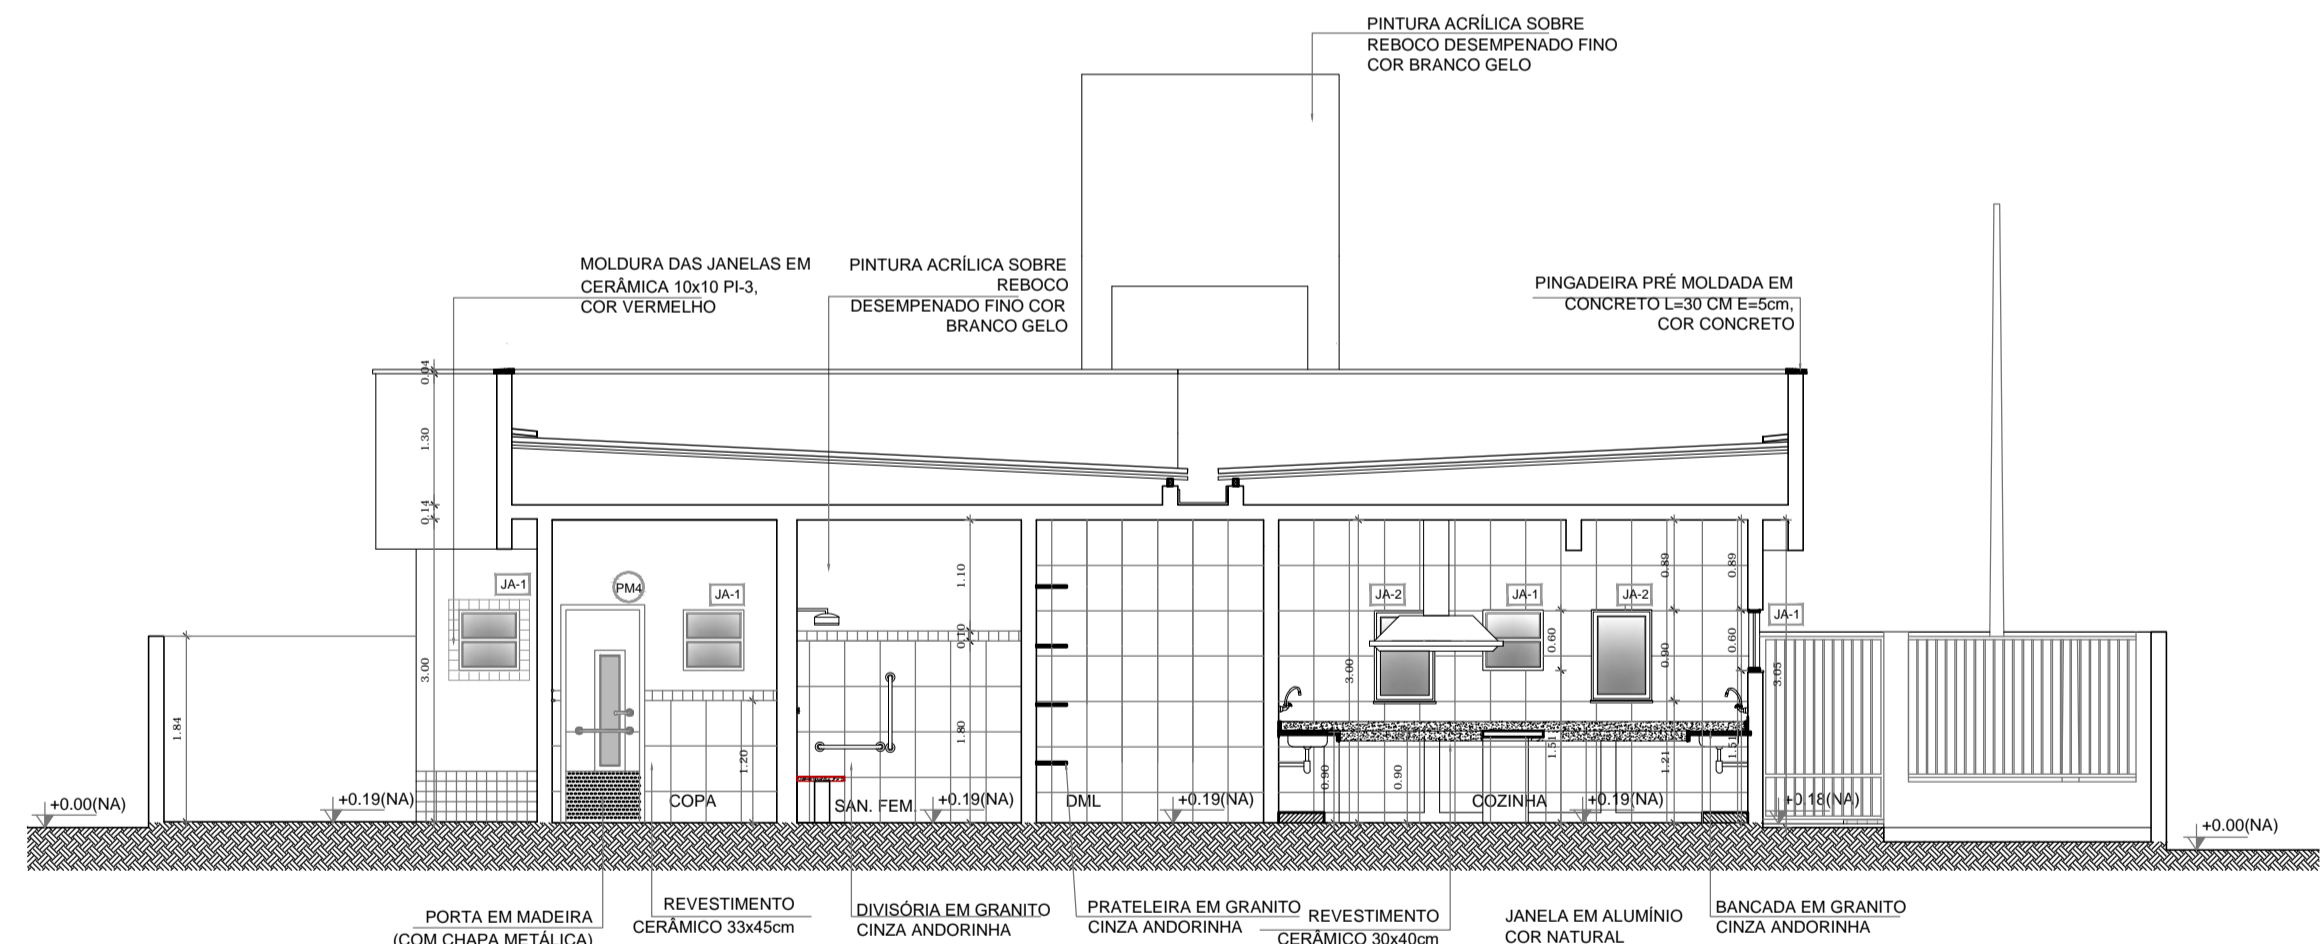 PINTURA ACRÍLICA SOBRE
REBOCO DESEMPENADO FINO
COR BRANCO GELO
MOLDURA DAS JANELAS EM
CERÂMICA 10x10 PI-3,
COR VERMELHO
PINTURA ACRÍLICA SOBRE
REBOCO
DESEMPENADO FINO COR
BRANCO GELO
PINGADEIRA PRÉ MOLDADA EM
CONCRETO L=30 CM E=5cm,
COR CONCRETO
0.04
1.30
0.14
3.00
1.84
JA-1
PM4
JA-1
1.10
0.10
1.80
1.20
JA-2
JA-1
JA-2
JA-1
0.89
0.89
0.60
0.90
0.60
3.00
3.05
0.90
0.90
1.51
1.21
1.51
+0.00(NA)
+0.19(NA)
COPA
SAN. FEM.
+0.19(NA)
DML
+0.19(NA)
COZINHA
+0.19(NA)
+0.18(NA)
+0.00(NA)
PORTA EM MADEIRA
(COM CHAPA METÁLICA)
REVESTIMENTO
CERÂMICO 33x45cm
DIVISÓRIA EM GRANITO
CINZA ANDORINHA
PRATELEIRA EM GRANITO
CINZA ANDORINHA
REVESTIMENTO
CERÂMICO 30x40cm
JANELA EM ALUMÍNIO
COR NATURAL
BANCADA EM GRANITO
CINZA ANDORINHA